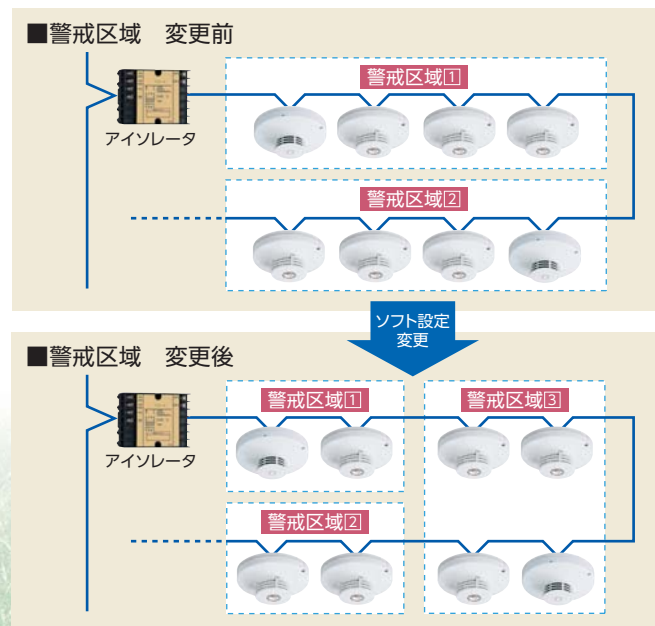 ■警戒区域　変更前
警戒区域1
アイソレータ
警戒区域2
ソフト設定
変更
■警戒区域　変更後
警戒区域1
警戒区域3
アイソレータ
警戒区域2